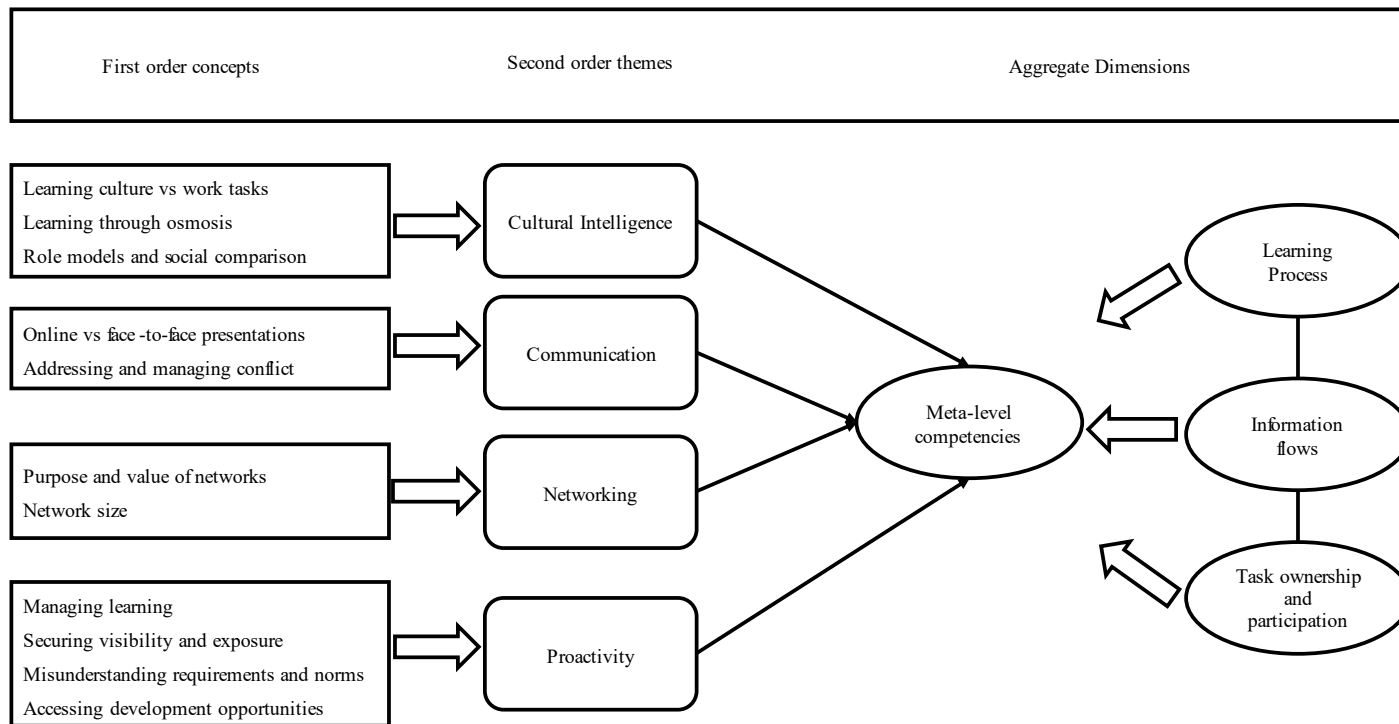 First order concepts
Second order themes
Aggregate Dimensions
Learning culture vs work tasks
Learning through osmosis
Role models and social comparison
Cultural Intelligence
Learning
Process
Online vs face-to-face presentations
Addressing and managing conflict
Communication
Meta-level
competencies
Information
flows
Purpose and value of networks
Network size
Networking
Managing learning
Securing visibility and exposure
Misunderstanding requirements and norms
Accessing development opportunities
Proactivity
Task ownership
and
participation